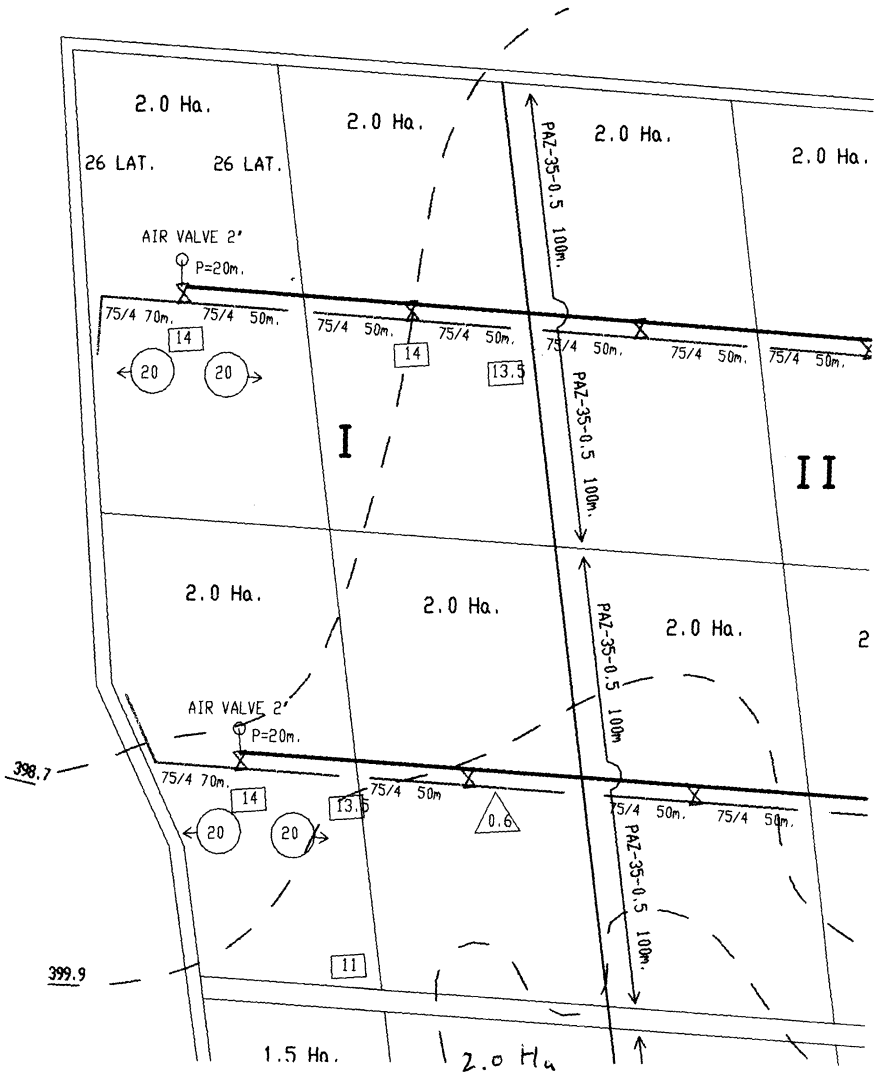 2.0 Ha.
2.0 Ha.
2.0 Ha.
2.0 Ha.
26 LAT.
26 LAT.
PAZ-35-0.5 100m.
AIR VALVE 2"
P=20m.
75/4 70m.
75/4 50m.
75/4 50m.
75/4 50m.
75/4 50m.
75/4 50m.
75/4 50m.
14
14
13.5
20
20
PAZ-35-0.5 100m.
I
II
2.0 Ha.
2.0 Ha.
2.0 Ha.
2
PAZ-35-0.5 100m
AIR VALVE 2"
P=20m.
398.7
75/4 70m.
75/4 50m
75/4 50m.
75/4 50m.
14
13.5
0.6
20
20
PAZ-35-0.5 100m.
399.9
11
1.5 Ha.
2.0 Ha